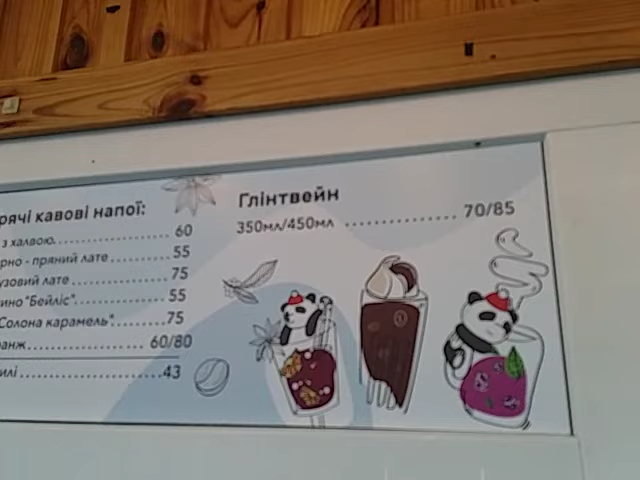 рячі кавові напої:
з халвою 60
рно - пряний лате 55
узовий лате 75
ино "Бейліс" 55
Солона карамель" 75
анж 60/80
илі 43
Глінтвейн
350мл/450мл 70/85